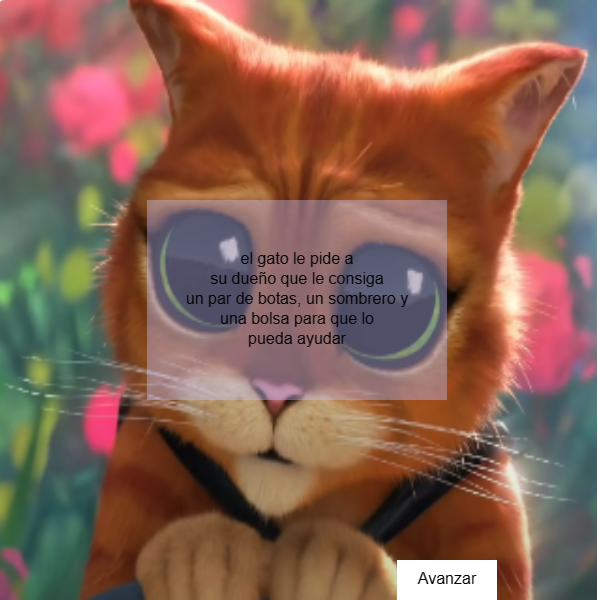 el gato le pide a
su dueño que le consiga
un par de botas, un sombrero y
una bolsa para que lo
pueda ayudar
Avanzar